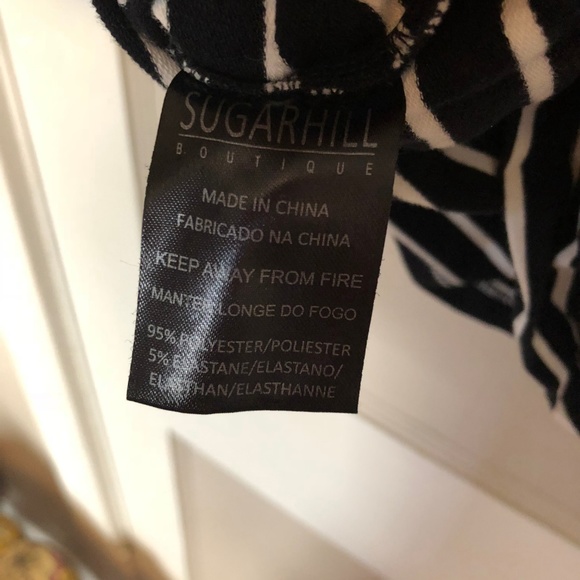 SUGARHILL
BOUTIQUE
MADE IN CHINA
FABRICADO NA CHINA
KEEP AWAY FROM FIRE
MANTER LONGE DO FOGO
95% POLYESTER/POLIESTER
5% ELASTANE/ELASTANO/
ELASTHAN/ELASTHANNE